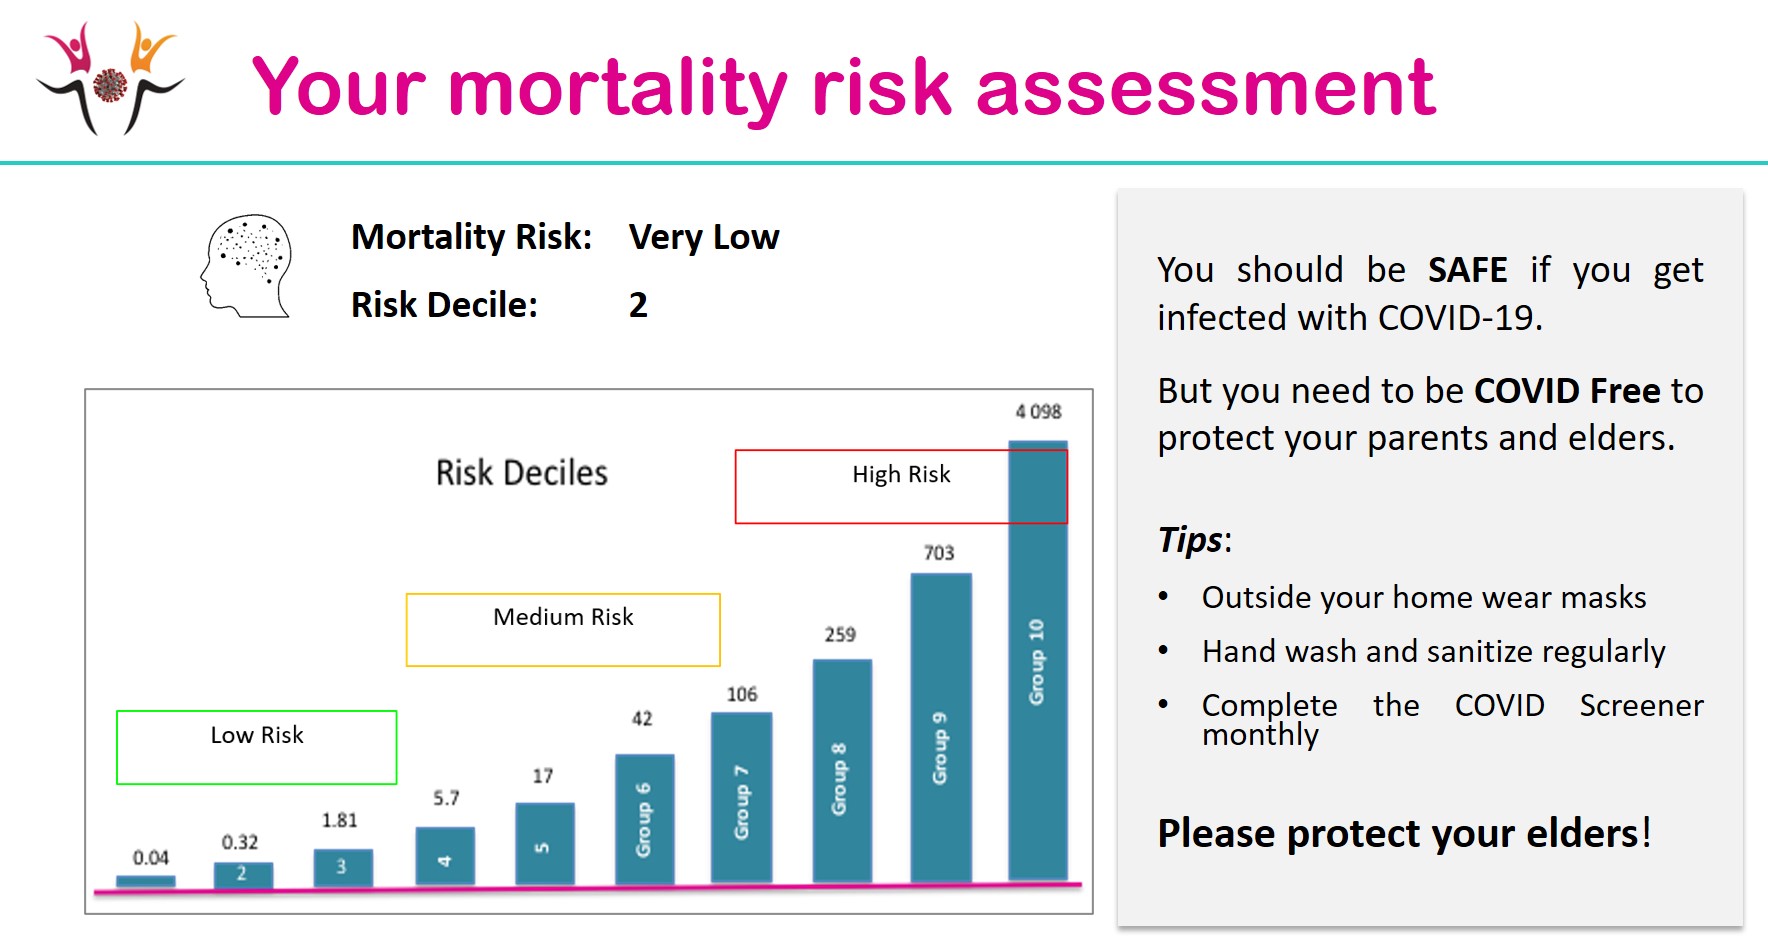 Your mortality risk assessment
Mortality Risk: Very Low
Risk Decile: 2
Risk Deciles
Low Risk
Medium Risk
High Risk
0.04
0.32
1.81
5.7
17
42
106
259
703
4 098
2
3
4
5
Group 6
Group 7
Group 8
Group 9
Group 10
You should be SAFE if you get
infected with COVID-19.
But you need to be COVID Free to
protect your parents and elders.
Tips:
• Outside your home wear masks
• Hand wash and sanitize regularly
• Complete the COVID Screener
monthly
Please protect your elders!